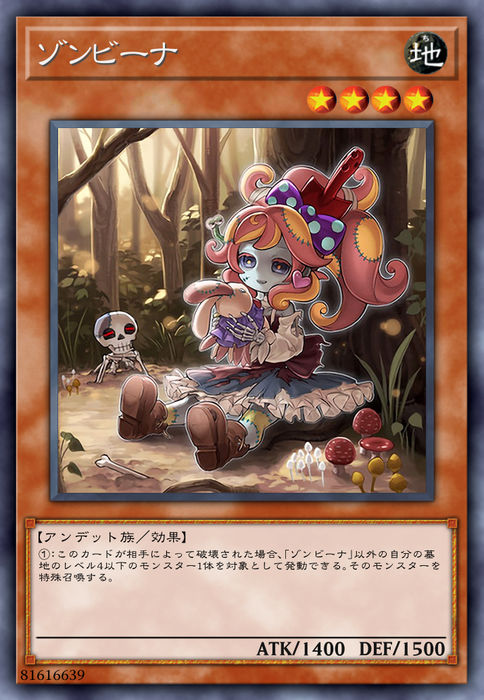 ゾンビーナ
ち
地
【アンデット族／効果】
①：このカードが相手によって破壊された場合、「ゾンビーナ」以外の自分の墓
地のレベル4以下のモンスター1体を対象として発動できる。そのモンスターを
特殊召喚する。
ATK/1400 DEF/1500
81616639